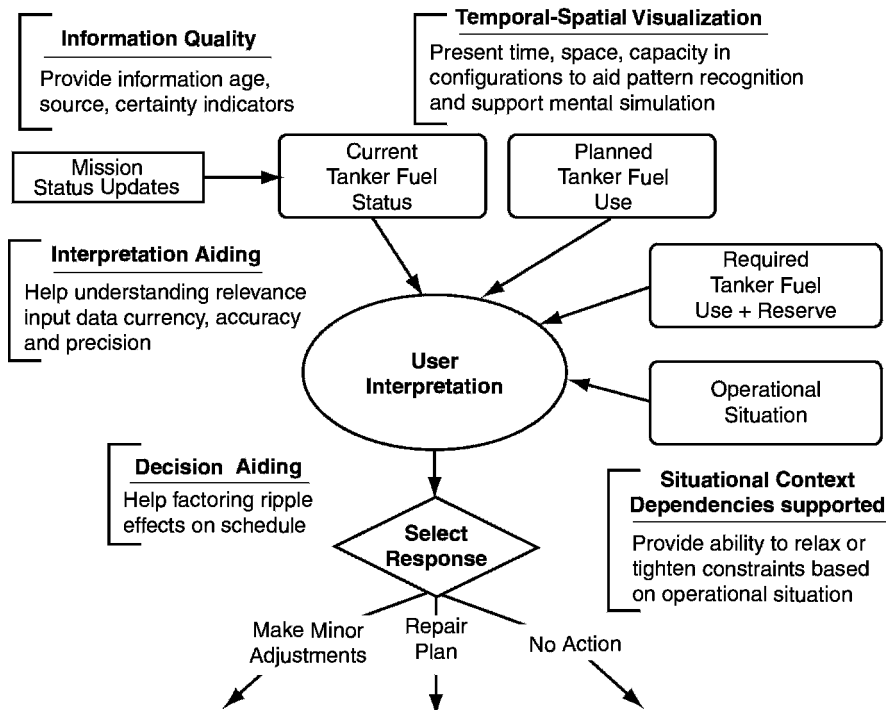 Information Quality
Provide information age,
source, certainty indicators
Temporal-Spatial Visualization
Present time, space, capacity in
configurations to aid pattern recognition
and support mental simulation
Mission
Status Updates
Current
Tanker Fuel
Status
Planned
Tanker Fuel
Use
Interpretation Aiding
Help understanding relevance
input data currency, accuracy
and precision
Required
Tanker Fuel
Use + Reserve
User
Interpretation
Operational
Situation
Decision Aiding
Help factoring ripple
effects on schedule
Select
Response
Situational Context
Dependencies supported
Provide ability to relax or
tighten constraints based
on operational situation
Make Minor
Adjustments
Repair
Plan
No Action